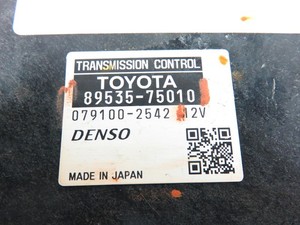 TRANSMISSION CONTROL
TOYOTA
89535-75010
079100-2542 12V
DENSO
MADE IN JAPAN